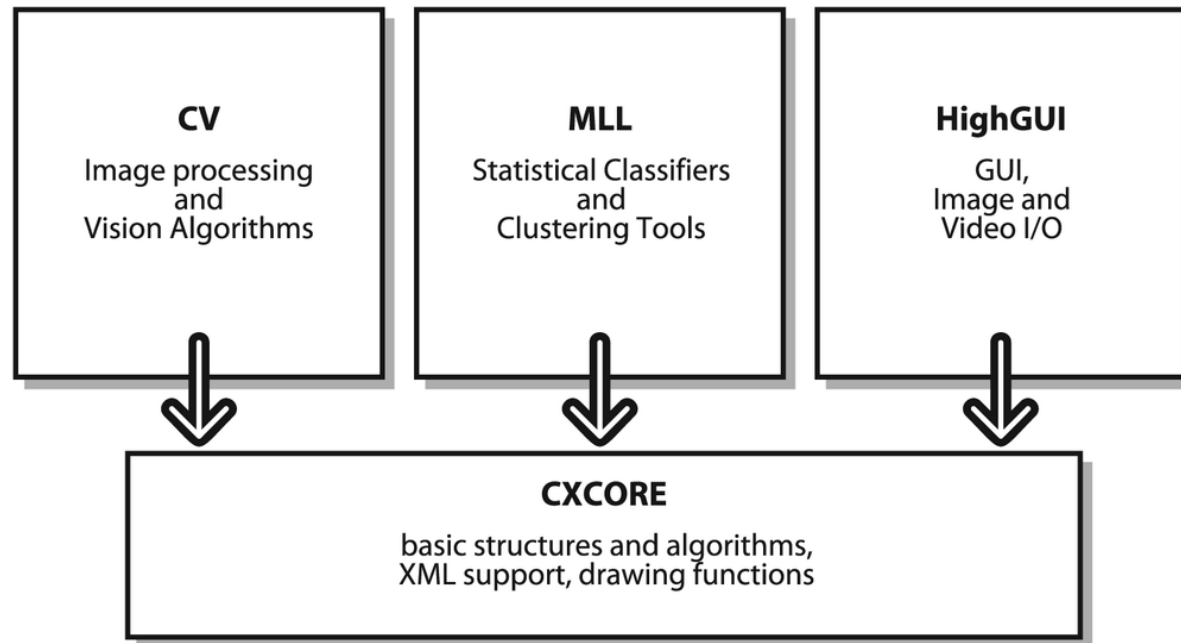 CV
Image processing
and
Vision Algorithms
MLL
Statistical Classifiers
and
Clustering Tools
HighGUI
GUI,
Image and
Video I/O
CXCORE
basic structures and algorithms,
XML support, drawing functions